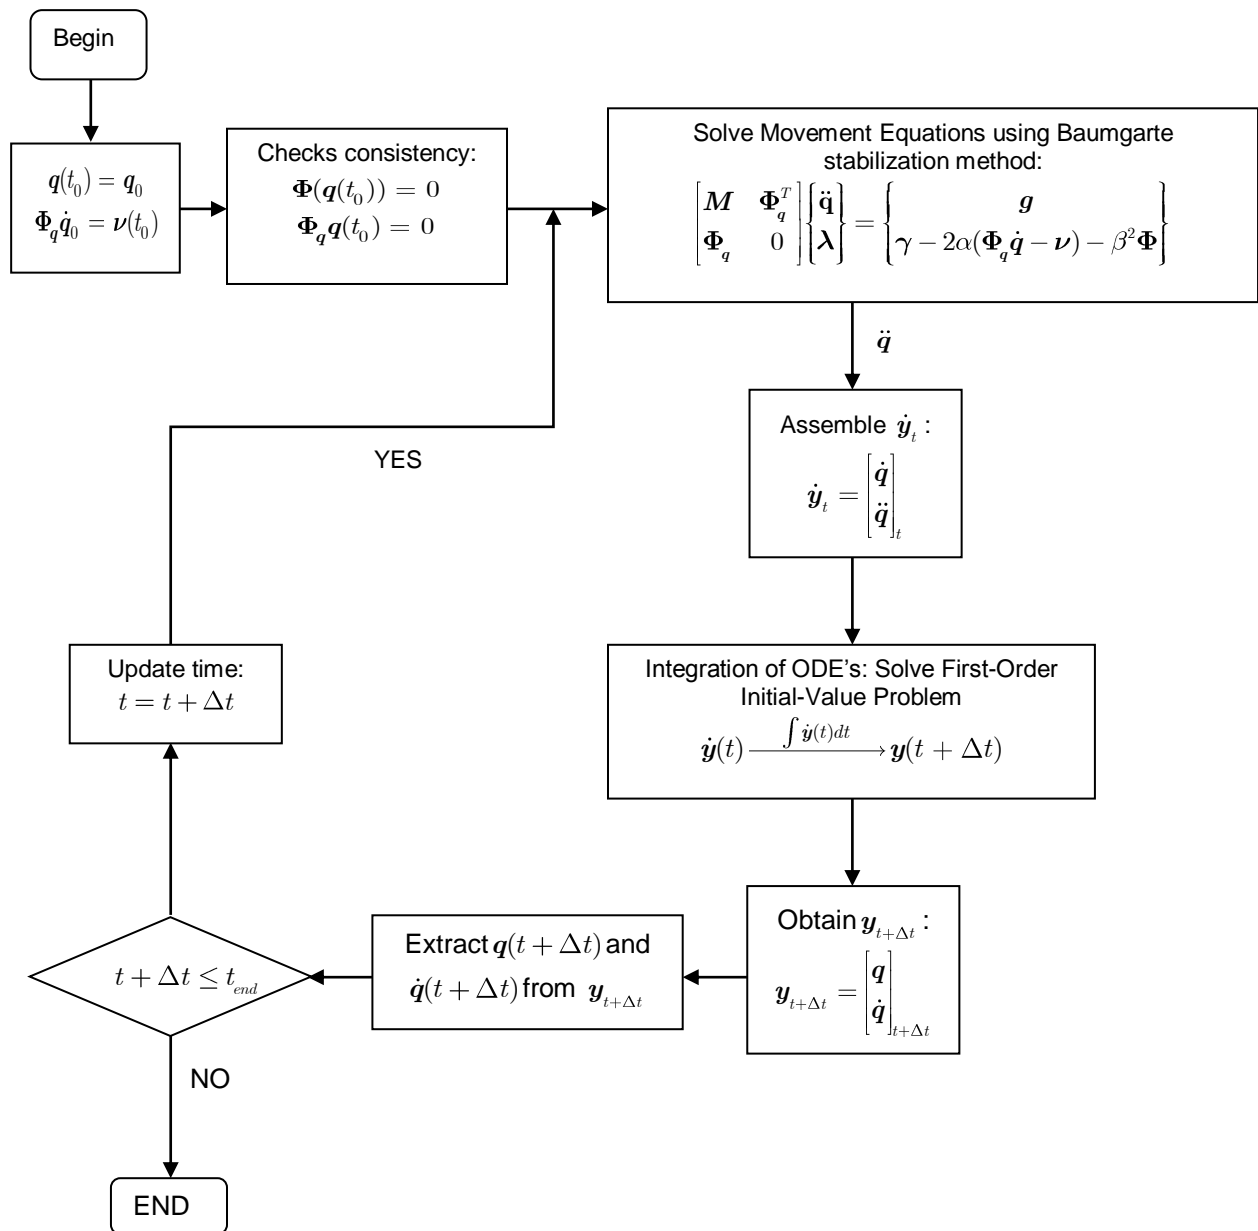 Begin
𝒒(t₀) = 𝒒₀
𝚽_𝒒 𝒒̇₀ = 𝝂(t₀)
Checks consistency:
𝚽(𝒒(t₀)) = 0
𝚽_𝒒 𝒒(t₀) = 0
Solve Movement Equations using Baumgarte
stabilization method:
[𝑴 𝚽_𝒒^T; 𝚽_𝒒 0] {q̈; 𝝀} = {𝒈; 𝜸 − 2α(𝚽_𝒒 𝒒̇ − 𝝂) − β²𝚽}
𝒒̈
Assemble 𝒚̇_t :
𝒚̇_t = [𝒒̇; 𝒒̈]_t
YES
Update time:
t = t + Δt
Integration of ODE's: Solve First-Order
Initial-Value Problem
𝒚̇(t) —∫ 𝒚̇(t)dt→ 𝒚(t + Δt)
Obtain 𝒚_{t+Δt} :
𝒚_{t+Δt} = [𝒒; 𝒒̇]_{t+Δt}
Extract 𝒒(t + Δt) and
𝒒̇(t + Δt) from 𝒚_{t+Δt}
t + Δt ≤ t_{end}
NO
END